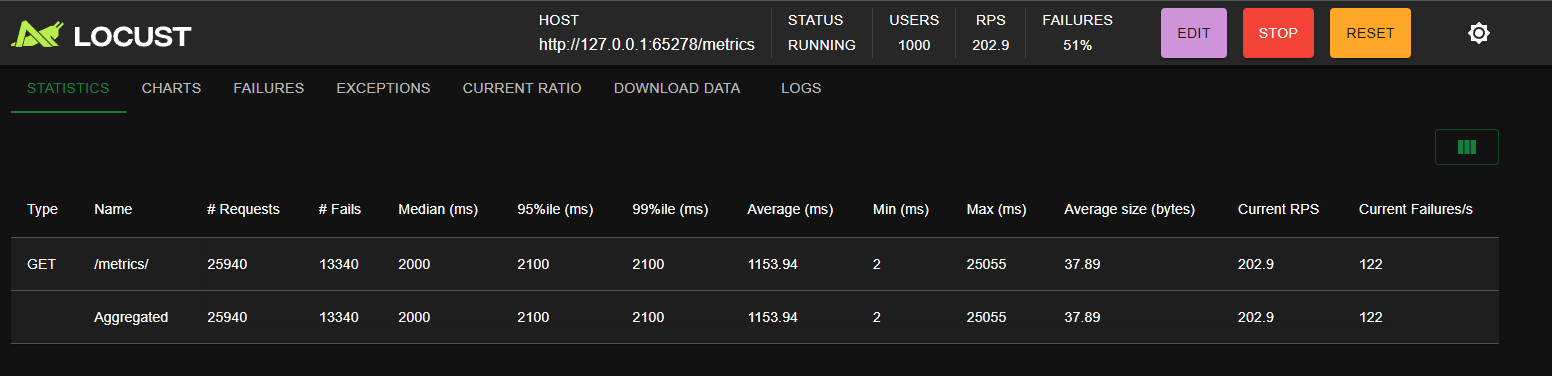 LOCUST
HOST STATUS USERS RPS FAILURES
http://127.0.0.1:65278/metrics RUNNING 1000 202.9 51%
EDIT STOP RESET
STATISTICS CHARTS FAILURES EXCEPTIONS CURRENT RATIO DOWNLOAD DATA LOGS
Type Name # Requests # Fails Median (ms) 95%ile (ms) 99%ile (ms) Average (ms) Min (ms) Max (ms) Average size (bytes) Current RPS Current Failures/s
GET /metrics/ 25940 13340 2000 2100 2100 1153.94 2 25055 37.89 202.9 122
Aggregated 25940 13340 2000 2100 2100 1153.94 2 25055 37.89 202.9 122